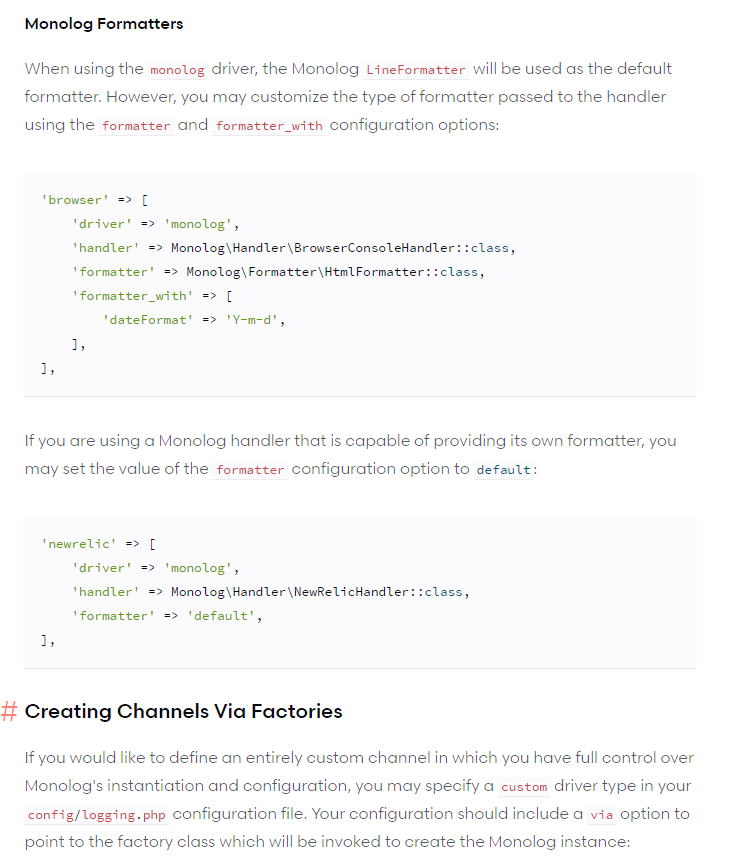 Monolog Formatters
When using the monolog driver, the Monolog LineFormatter will be used as the default
formatter. However, you may customize the type of formatter passed to the handler
using the formatter and formatter_with configuration options:
'browser' => [
    'driver' => 'monolog',
    'handler' => Monolog\Handler\BrowserConsoleHandler::class,
    'formatter' => Monolog\Formatter\HtmlFormatter::class,
    'formatter_with' => [
        'dateFormat' => 'Y-m-d',
    ],
],
If you are using a Monolog handler that is capable of providing its own formatter, you
may set the value of the formatter configuration option to default:
'newrelic' => [
    'driver' => 'monolog',
    'handler' => Monolog\Handler\NewRelicHandler::class,
    'formatter' => 'default',
],
# Creating Channels Via Factories
If you would like to define an entirely custom channel in which you have full control over
Monolog's instantiation and configuration, you may specify a custom driver type in your
config/logging.php configuration file. Your configuration should include a via option to
point to the factory class which will be invoked to create the Monolog instance: